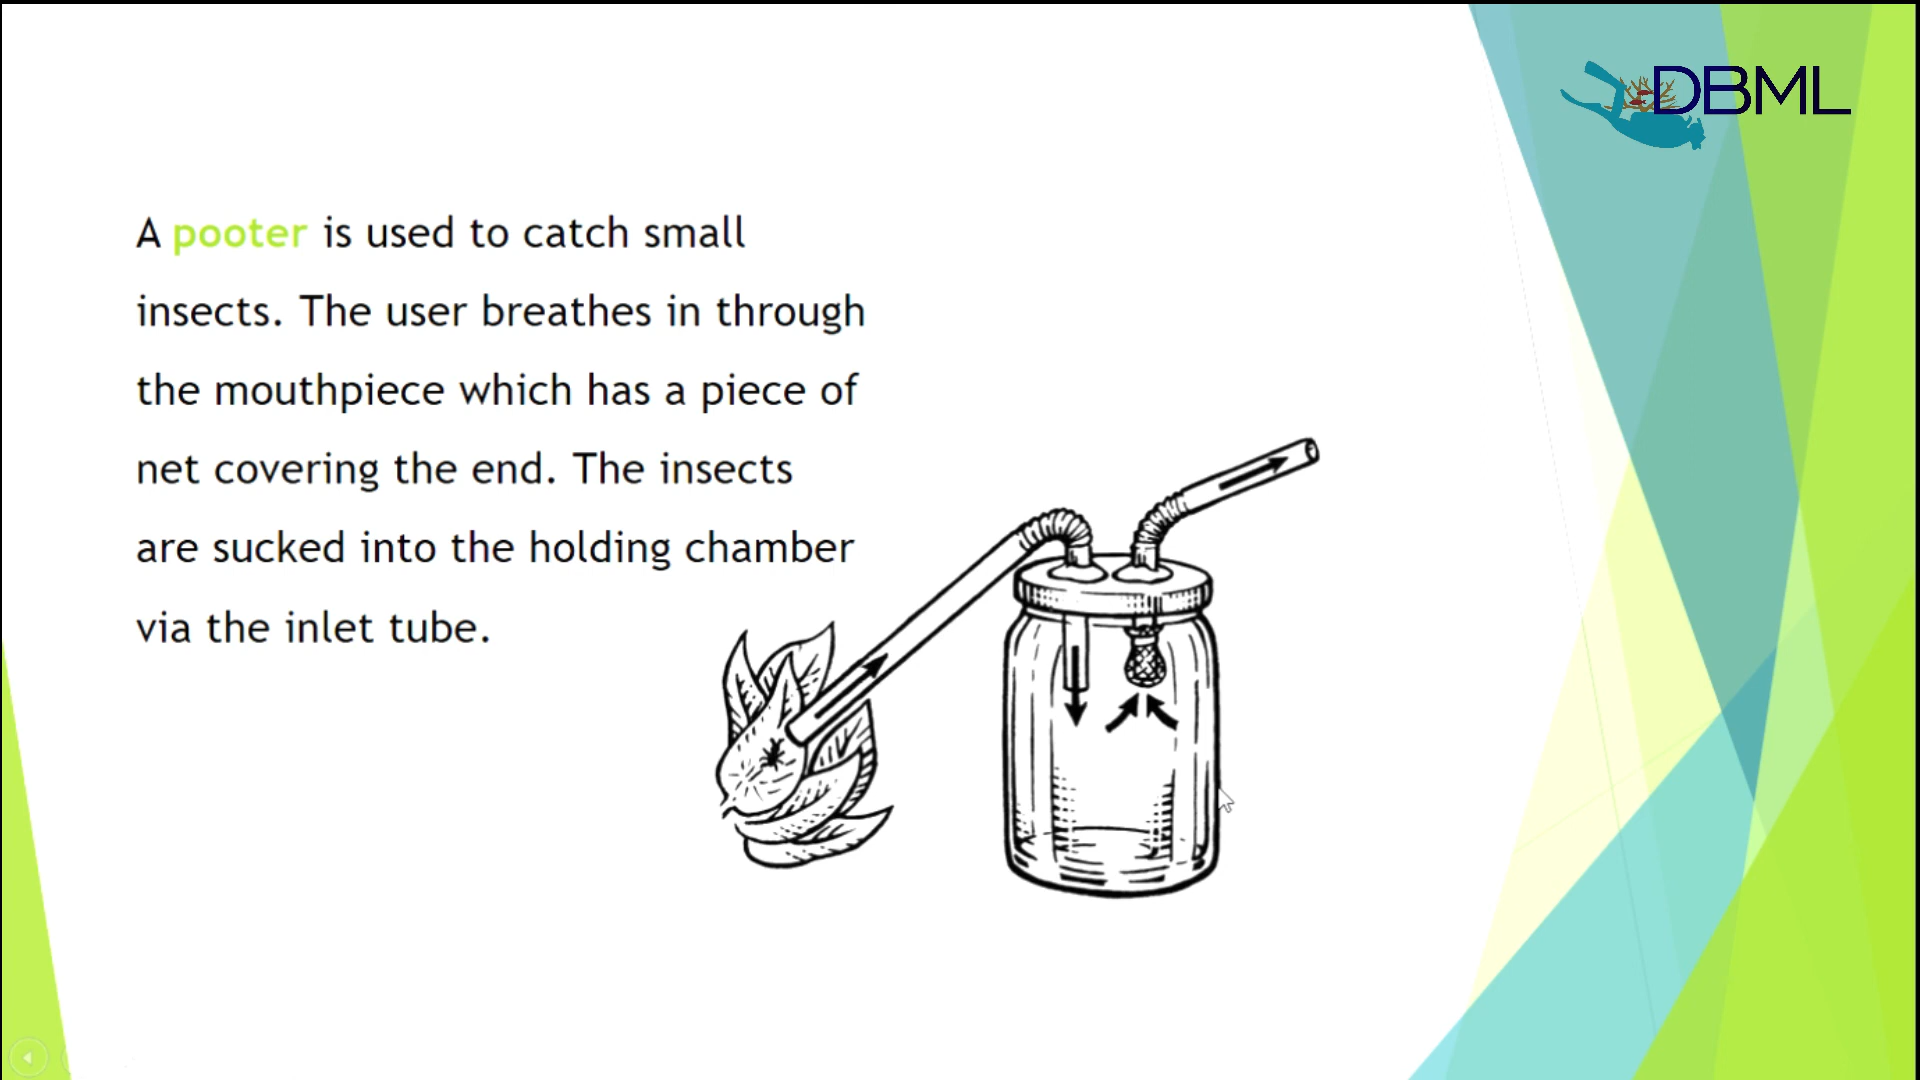 DBML
A pooter is used to catch small
insects. The user breathes in through
the mouthpiece which has a piece of
net covering the end. The insects
are sucked into the holding chamber
via the inlet tube.